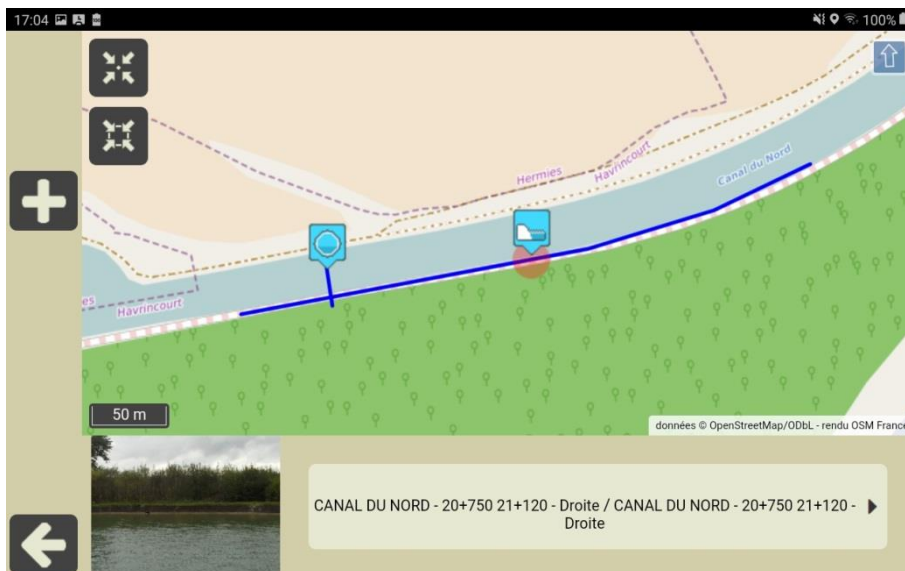 17:04
100%
Hermies
Havrincourt
Canal du Nord
es
Havrincourt
50 m
données © OpenStreetMap/ODbL - rendu OSM France
CANAL DU NORD - 20+750 21+120 - Droite / CANAL DU NORD - 20+750 21+120 -
Droite